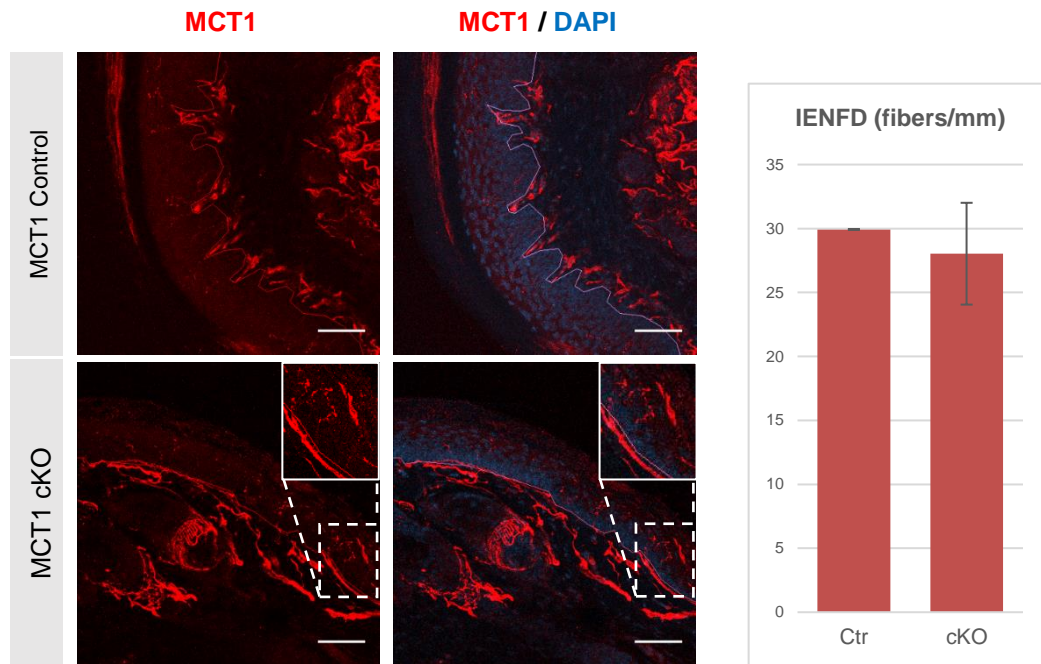 MCT1
MCT1 / DAPI
MCT1 Control
MCT1 cKO
IENFD (fibers/mm)
35
30
25
20
15
10
5
0
Ctr
cKO